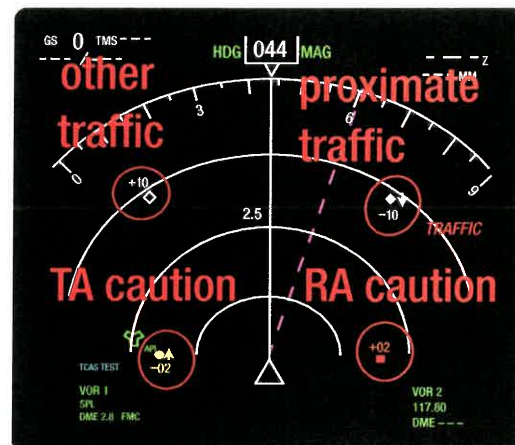 GS 0 TMS-----
HDG 044 MAG
-----Z
MM
other
traffic
proximate
traffic
0
3
6
9
+10
-10
2.5
TRAFFIC
TA caution
RA caution
-02
+02
TCAS TEST
VOR 1
SPL
DME 2.8 FMC
VOR 2
117.80
DME---